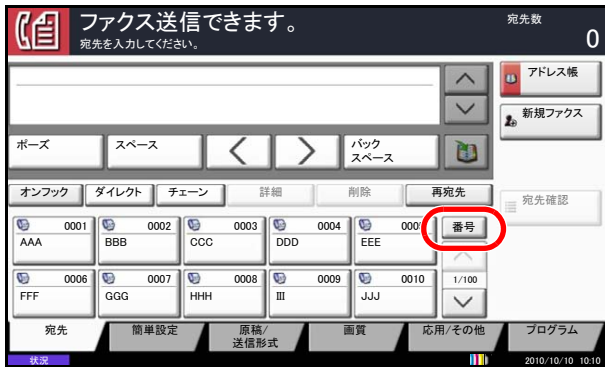 ファクス送信できます。
宛先を入力してください。
宛先数
0
アドレス帳
新規ファクス
ポーズ
スペース
バック
スペース
オンフック
ダイレクト
チェーン
詳細
削除
再宛先
宛先確認
0001
AAA
0002
BBB
0003
CCC
0004
DDD
0005
EEE
番号
0006
FFF
0007
GGG
0008
HHH
0009
III
0010
JJJ
1/100
宛先
簡単設定
原稿/
送信形式
画質
応用/その他
プログラム
状況
2010/10/10 10:10